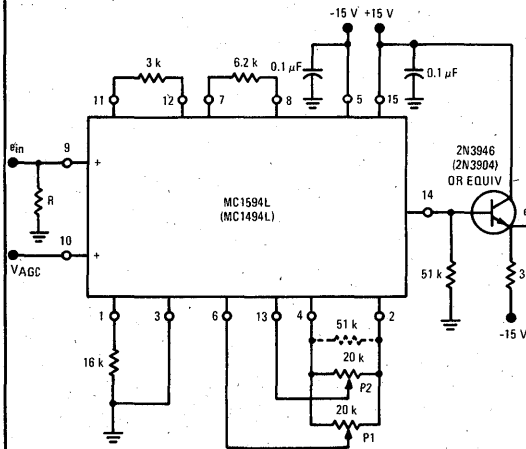 -15 V +15 V
3 k
6.2 k
0.1 µF
0.1 µF
11
12
7
8
5
15
2N3946
(2N3904)
OR EQUIV
ein
9
+
MC1594L
(MC1494L)
14
R
10
+
VAGC
51 k
-15 V
1
3
6
13
4
2
51 k
16 k
20 k
P2
20 k
P1